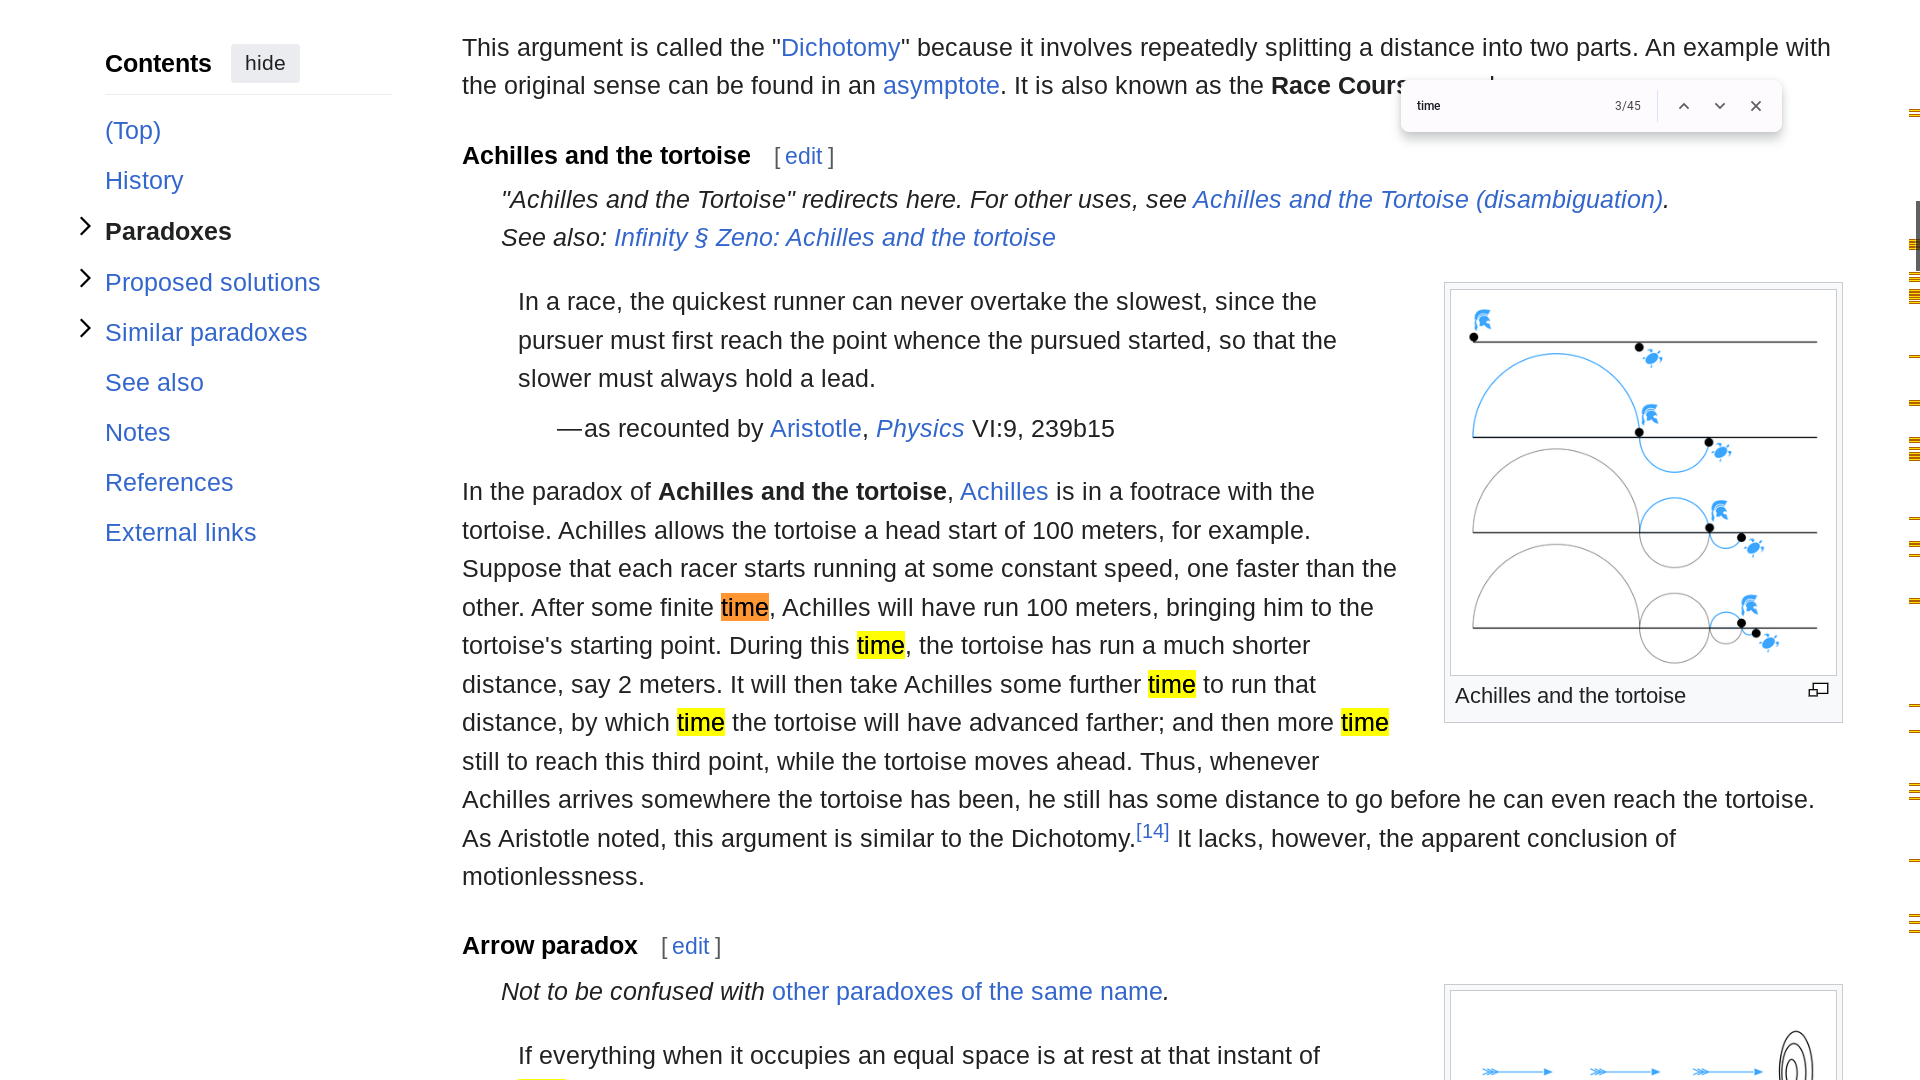 Contents hide
(Top)
History
Paradoxes
Proposed solutions
Similar paradoxes
See also
Notes
References
External links
This argument is called the "Dichotomy" because it involves repeatedly splitting a distance into two parts. An example with
the original sense can be found in an asymptote. It is also known as the Race
time 3/45
Achilles and the tortoise [ edit ]
"Achilles and the Tortoise" redirects here. For other uses, see Achilles and the Tortoise (disambiguation).
See also: Infinity § Zeno: Achilles and the tortoise
In a race, the quickest runner can never overtake the slowest, since the
pursuer must first reach the point whence the pursued started, so that the
slower must always hold a lead.
—as recounted by Aristotle, Physics VI:9, 239b15
In the paradox of Achilles and the tortoise, Achilles is in a footrace with the
tortoise. Achilles allows the tortoise a head start of 100 meters, for example.
Suppose that each racer starts running at some constant speed, one faster than the
other. After some finite time, Achilles will have run 100 meters, bringing him to the
tortoise's starting point. During this time, the tortoise has run a much shorter
distance, say 2 meters. It will then take Achilles some further time to run that
distance, by which time the tortoise will have advanced farther; and then more time
still to reach this third point, while the tortoise moves ahead. Thus, whenever
Achilles arrives somewhere the tortoise has been, he still has some distance to go before he can even reach the tortoise.
As Aristotle noted, this argument is similar to the Dichotomy.[14] It lacks, however, the apparent conclusion of
motionlessness.
Achilles and the tortoise
Arrow paradox [ edit ]
Not to be confused with other paradoxes of the same name.
If everything when it occupies an equal space is at rest at that instant of